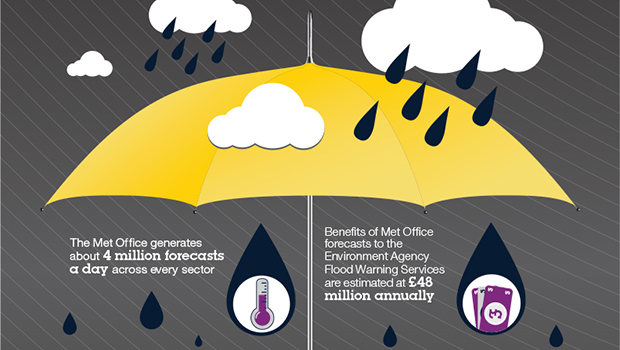 The Met Office generates
about 4 million forecasts
a day across every sector
Benefits of Met Office
forecasts to the
Environment Agency
Flood Warning Services
are estimated at £48
million annually